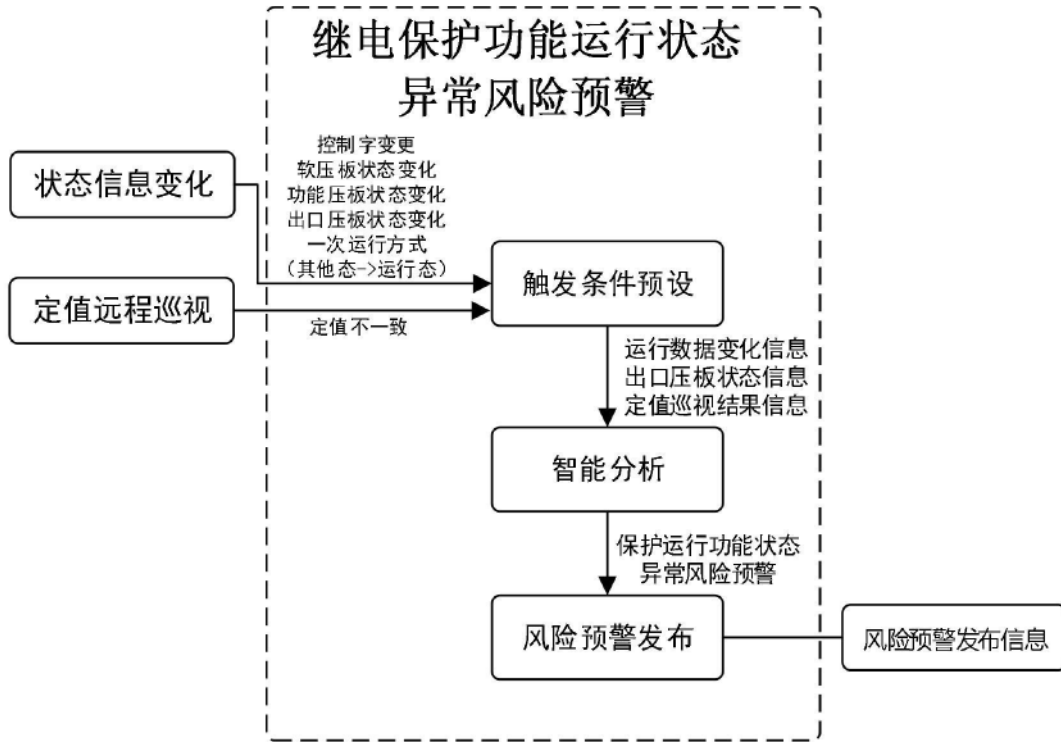 继电保护功能运行状态
异常风险预警
控制字变更
软压板状态变化
功能压板状态变化
出口压板状态变化
一次运行方式
（其他态->运行态）
状态信息变化
定值远程巡视
定值不一致
触发条件预设
运行数据变化信息
出口压板状态信息
定值巡视结果信息
智能分析
保护运行功能状态
异常风险预警
风险预警发布
风险预警发布信息